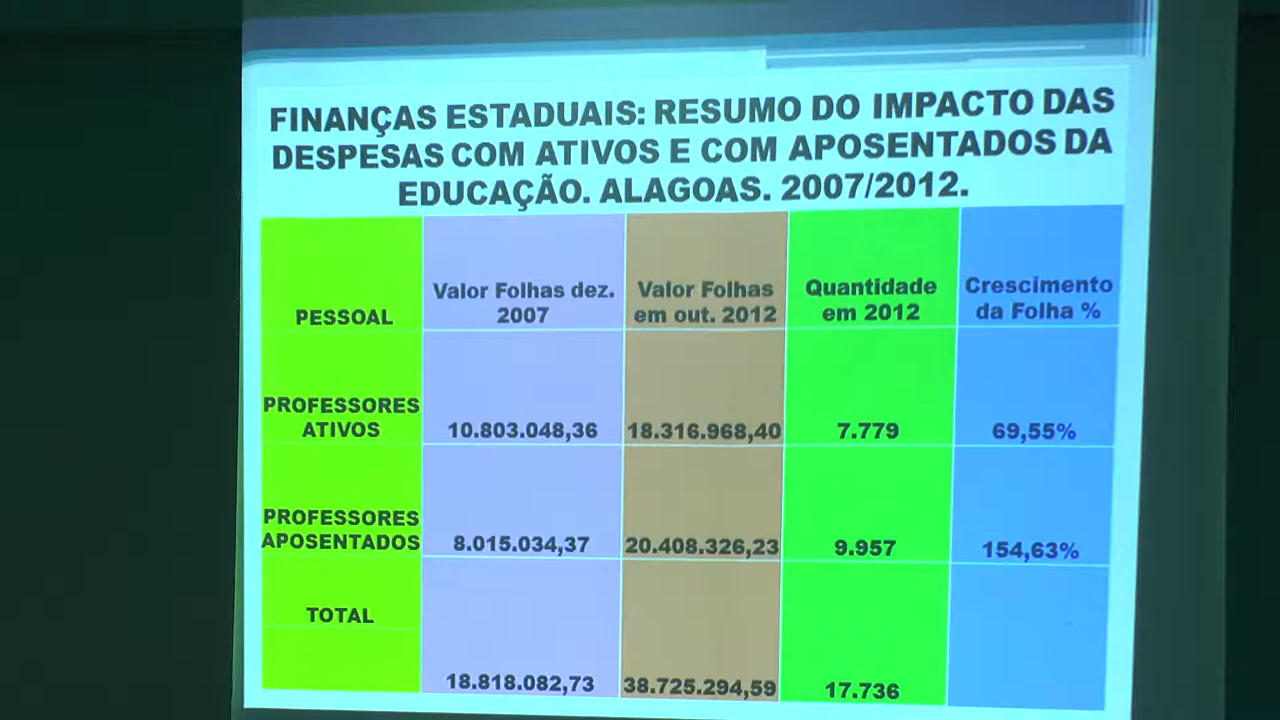 FINANÇAS ESTADUAIS: RESUMO DO IMPACTO DAS
DESPESAS COM ATIVOS E COM APOSENTADOS DA
EDUCAÇÃO. ALAGOAS. 2007/2012.
PESSOAL
Valor Folhas dez.
2007
Valor Folhas
em out. 2012
Quantidade
em 2012
Crescimento
da Folha %
PROFESSORES
ATIVOS
10.803.048,36
18.316.968,40
7.779
69,55%
PROFESSORES
APOSENTADOS
8.015.034,37
20.408.326,23
9.957
154,63%
TOTAL
18.818.082,73
38.725.294,59
17.736